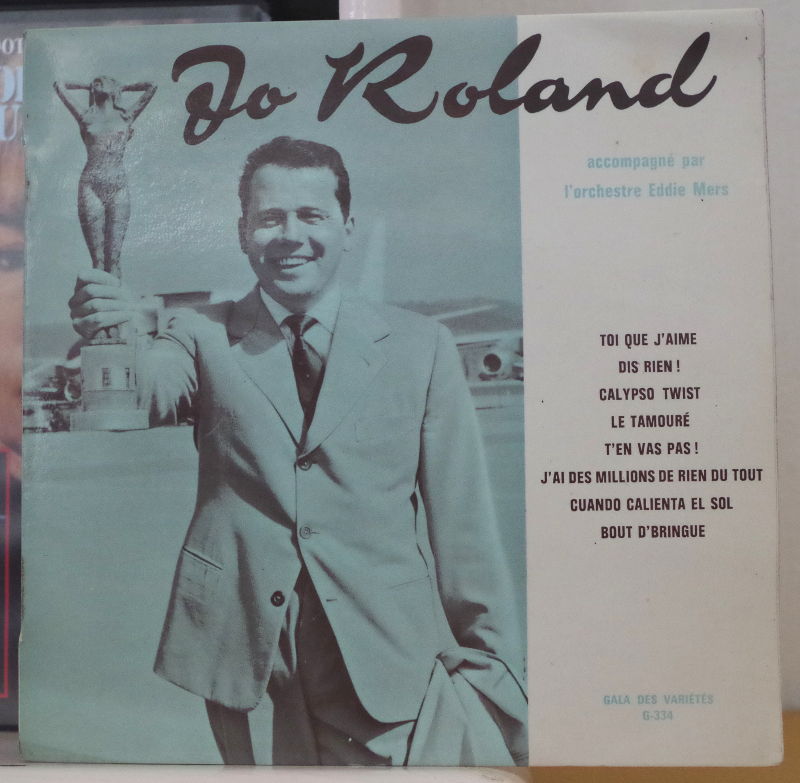 Jo Roland
accompagné par
l'orchestre Eddie Mers
TOI QUE J'AIME
DIS RIEN !
CALYPSO TWIST
LE TAMOURÉ
T'EN VAS PAS !
J'AI DES MILLIONS DE RIEN DU TOUT
CUANDO CALIENTA EL SOL
BOUT D'BRINGUE
GALA DES VARIÉTÉS
G-334